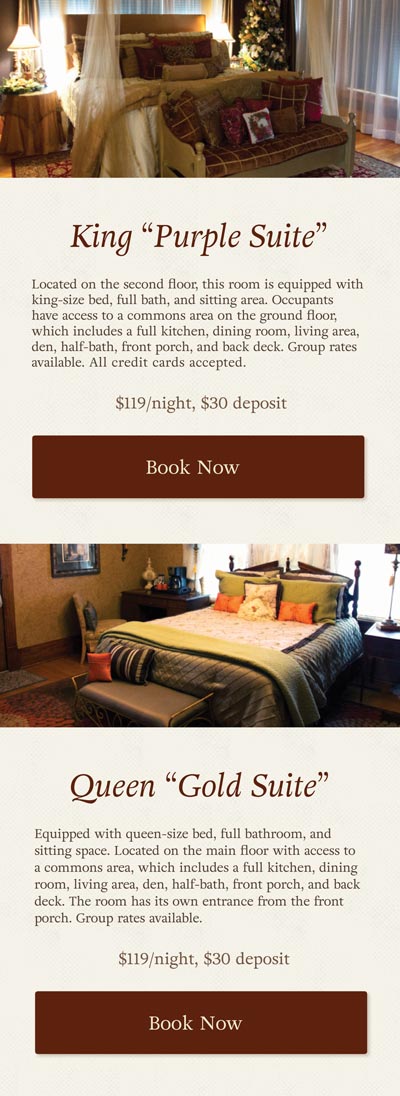 King “Purple Suite”
Located on the second floor, this room is equipped with
king-size bed, full bath, and sitting area. Occupants
have access to a commons area on the ground floor,
which includes a full kitchen, dining room, living area,
den, half-bath, front porch, and back deck. Group rates
available. All credit cards accepted.
$119/night, $30 deposit
Book Now
Queen “Gold Suite”
Equipped with queen-size bed, full bathroom, and
sitting space. Located on the main floor with access to
a commons area, which includes a full kitchen, dining
room, living area, den, half-bath, front porch, and back
deck. The room has its own entrance from the front
porch. Group rates available.
$119/night, $30 deposit
Book Now